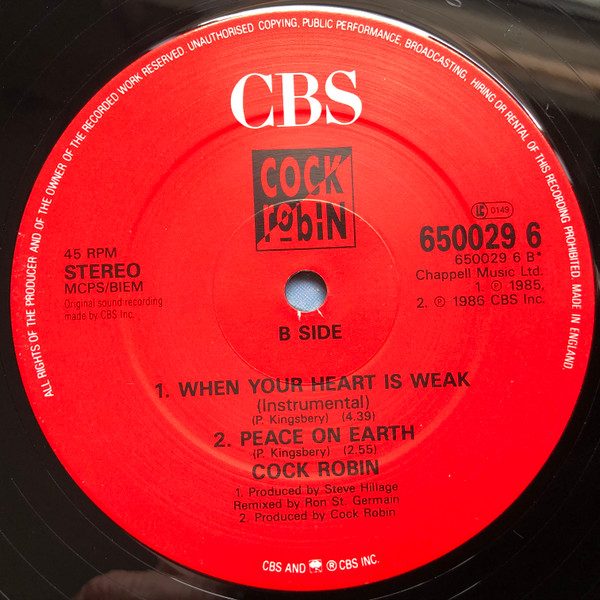 ALL RIGHTS OF THE PRODUCER AND OF THE OWNER OF THE RECORDED WORK RESERVED. UNAUTHORISED COPYING, PUBLIC PERFORMANCE, BROADCASTING, HIRING OR RENTAL OF THIS RECORDING PROHIBITED. MADE IN ENGLAND.
CBS
COCK
RobiN
LC 0149
45 RPM
STEREO
MCPS/BIEM
Original sound recording
made by CBS Inc.
650029 6
650029 6 B*
Chappell Music Ltd.
1. ℗ 1985,
2. ℗ 1986 CBS Inc.
B SIDE
1. WHEN YOUR HEART IS WEAK
(Instrumental)
(P. Kingsbery) (4.39)
2. PEACE ON EARTH
(P. Kingsbery) (2.55)
COCK ROBIN
1. Produced by Steve Hillage
Remixed by Ron St. Germain
2. Produced by Cock Robin
CBS AND ® CBS INC.